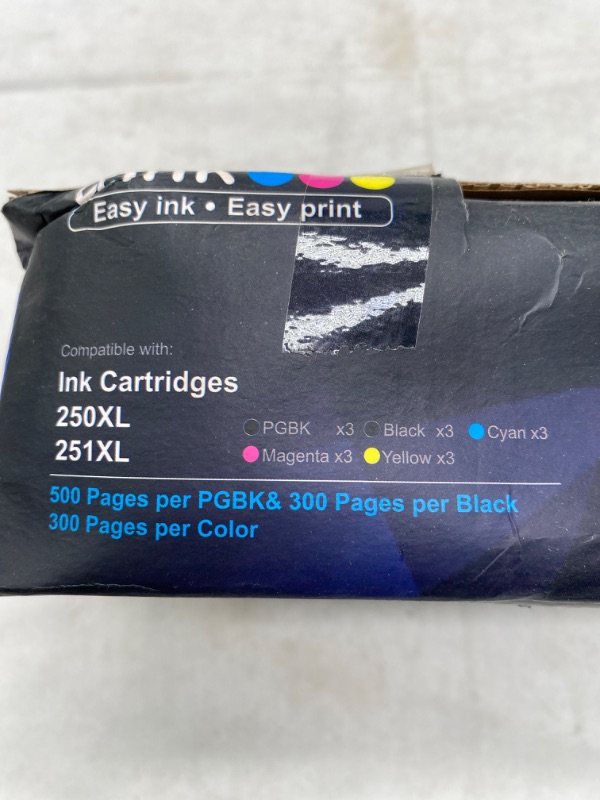 Easy ink • Easy print
Compatible with:
Ink Cartridges
250XL
251XL
PGBK x3 Black x3 Cyan x3
Magenta x3 Yellow x3
500 Pages per PGBK& 300 Pages per Black
300 Pages per Color